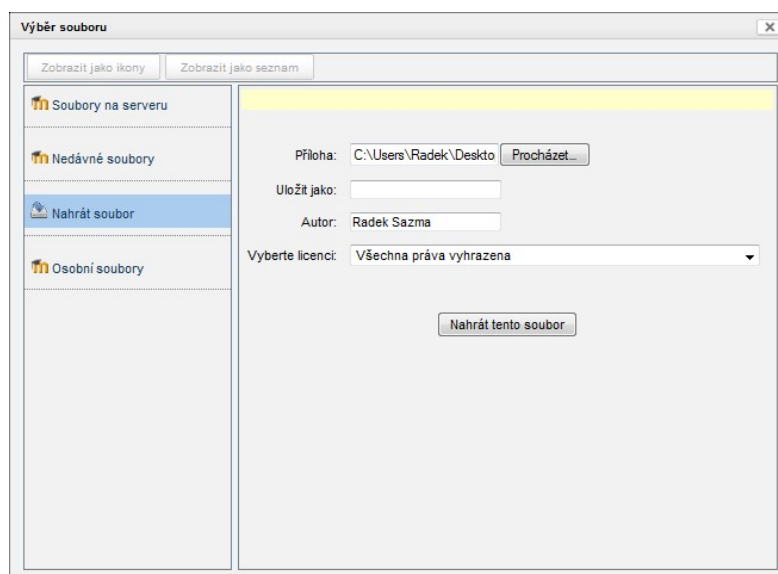 Výběr souboru
Zobrazit jako ikony Zobrazit jako seznam
Soubory na serveru
Nedávné soubory
Nahrát soubor
Osobní soubory
Příloha: C:\Users\Radek\Deskto Procházet...
Uložit jako:
Autor: Radek Sazma
Vyberte licenci: Všechna práva vyhrazena
Nahrát tento soubor